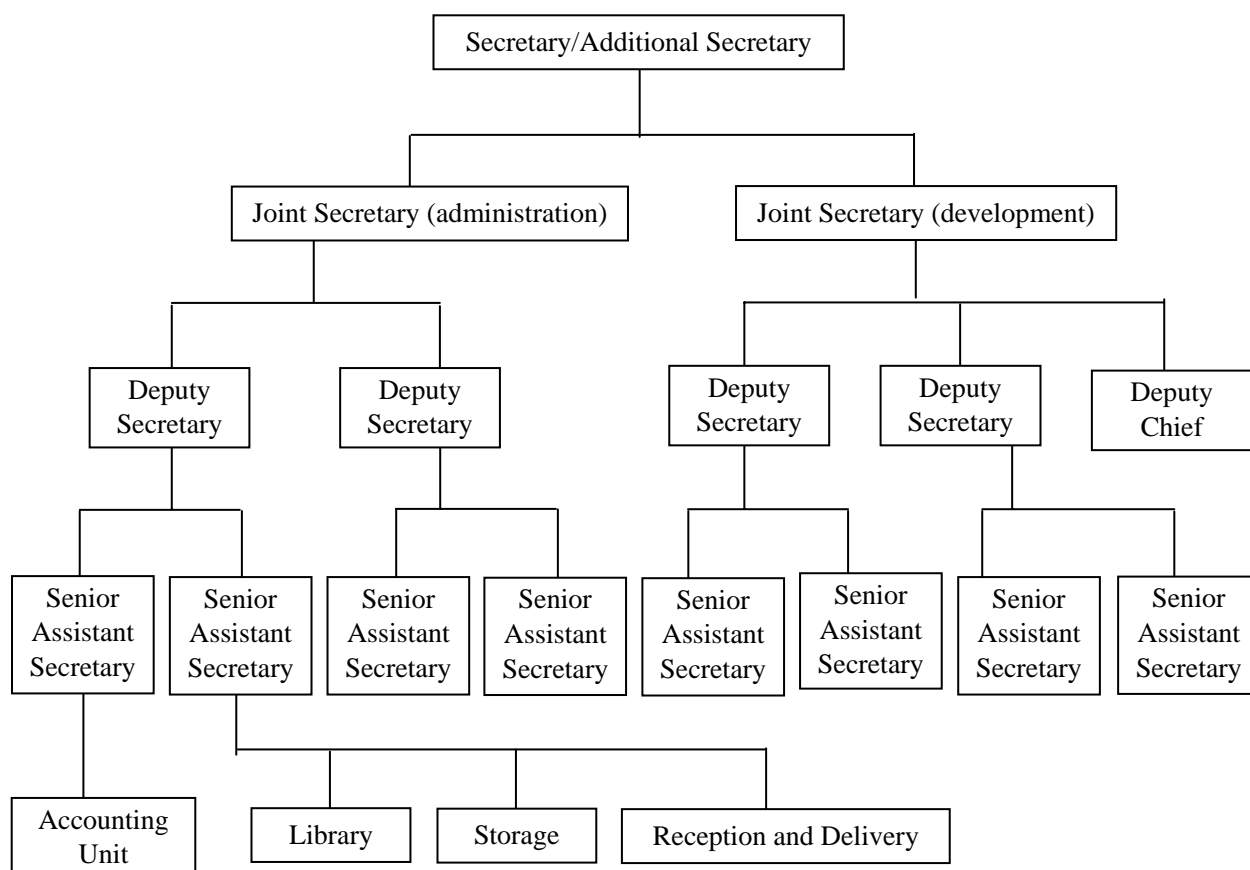 Secretary/Additional Secretary
Joint Secretary (administration)
Joint Secretary (development)
Deputy
Secretary
Deputy
Secretary
Deputy
Secretary
Deputy
Secretary
Deputy
Chief
Senior
Assistant
Secretary
Senior
Assistant
Secretary
Senior
Assistant
Secretary
Senior
Assistant
Secretary
Senior
Assistant
Secretary
Senior
Assistant
Secretary
Senior
Assistant
Secretary
Senior
Assistant
Secretary
Accounting
Unit
Library
Storage
Reception and Delivery